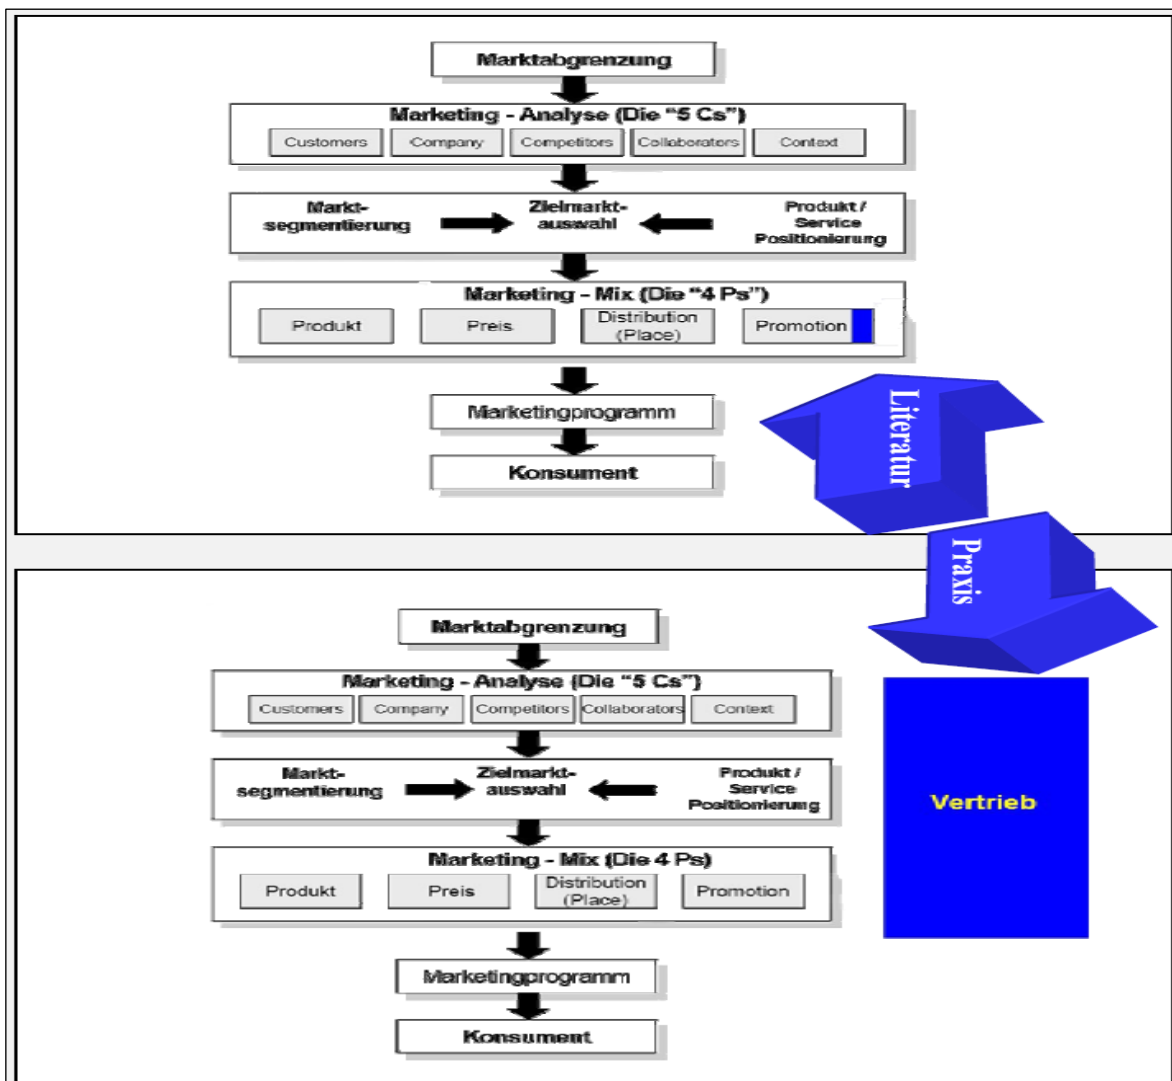 Marktabgrenzung
Marketing - Analyse (Die "5 Cs")
Customers
Company
Competitors
Collaborators
Context
Markt-
segmentierung
Zielmarkt-
auswahl
Produkt /
Service
Positionierung
Marketing - Mix (Die "4 Ps")
Produkt
Preis
Distribution
(Place)
Promotion
Marketingprogramm
Konsument
Literatur
Praxis
Marktabgrenzung
Marketing - Analyse (Die "5 Cs")
Customers
Company
Competitors
Collaborators
Context
Markt-
segmentierung
Zielmarkt-
auswahl
Produkt /
Service
Positionierung
Marketing - Mix (Die 4 Ps)
Produkt
Preis
Distribution
(Place)
Promotion
Marketingprogramm
Konsument
Vertrieb